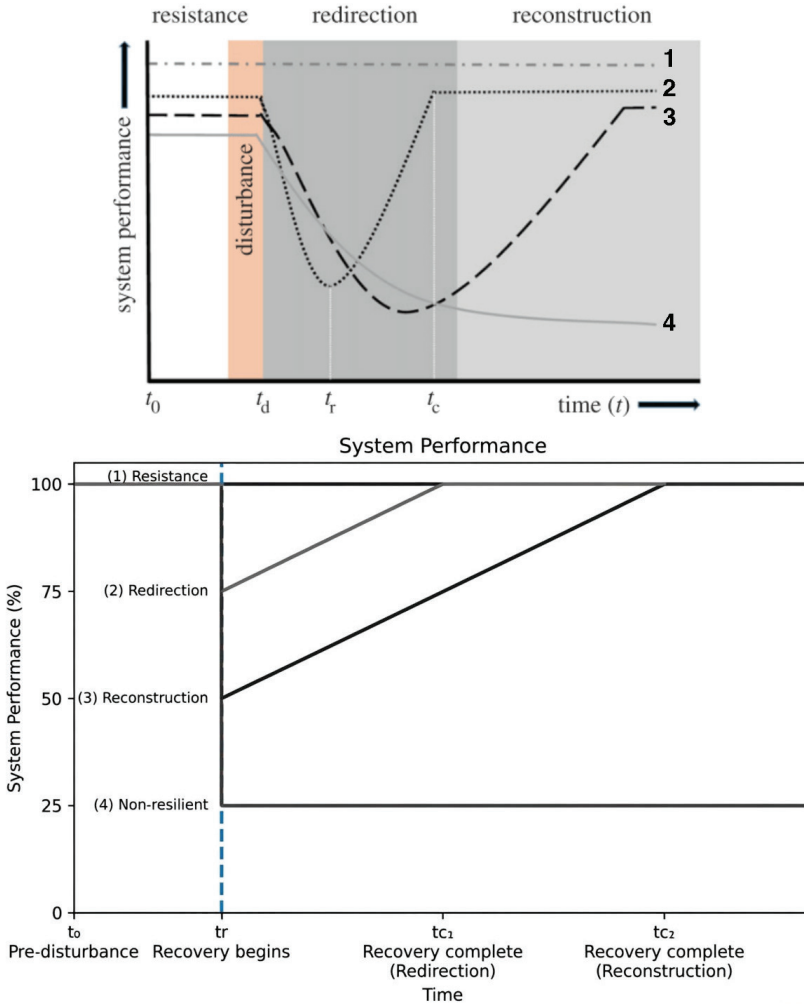 resistance redirection reconstruction
1
2
3
4
system performance
disturbance
t0 td tr tc time (t)
System Performance
System Performance (%)
100
75
50
25
0
(1) Resistance
(2) Redirection
(3) Reconstruction
(4) Non-resilient
t₀ tr tc₁ tc₂
Pre-disturbance Recovery begins Recovery complete Recovery complete
(Redirection) (Reconstruction)
Time